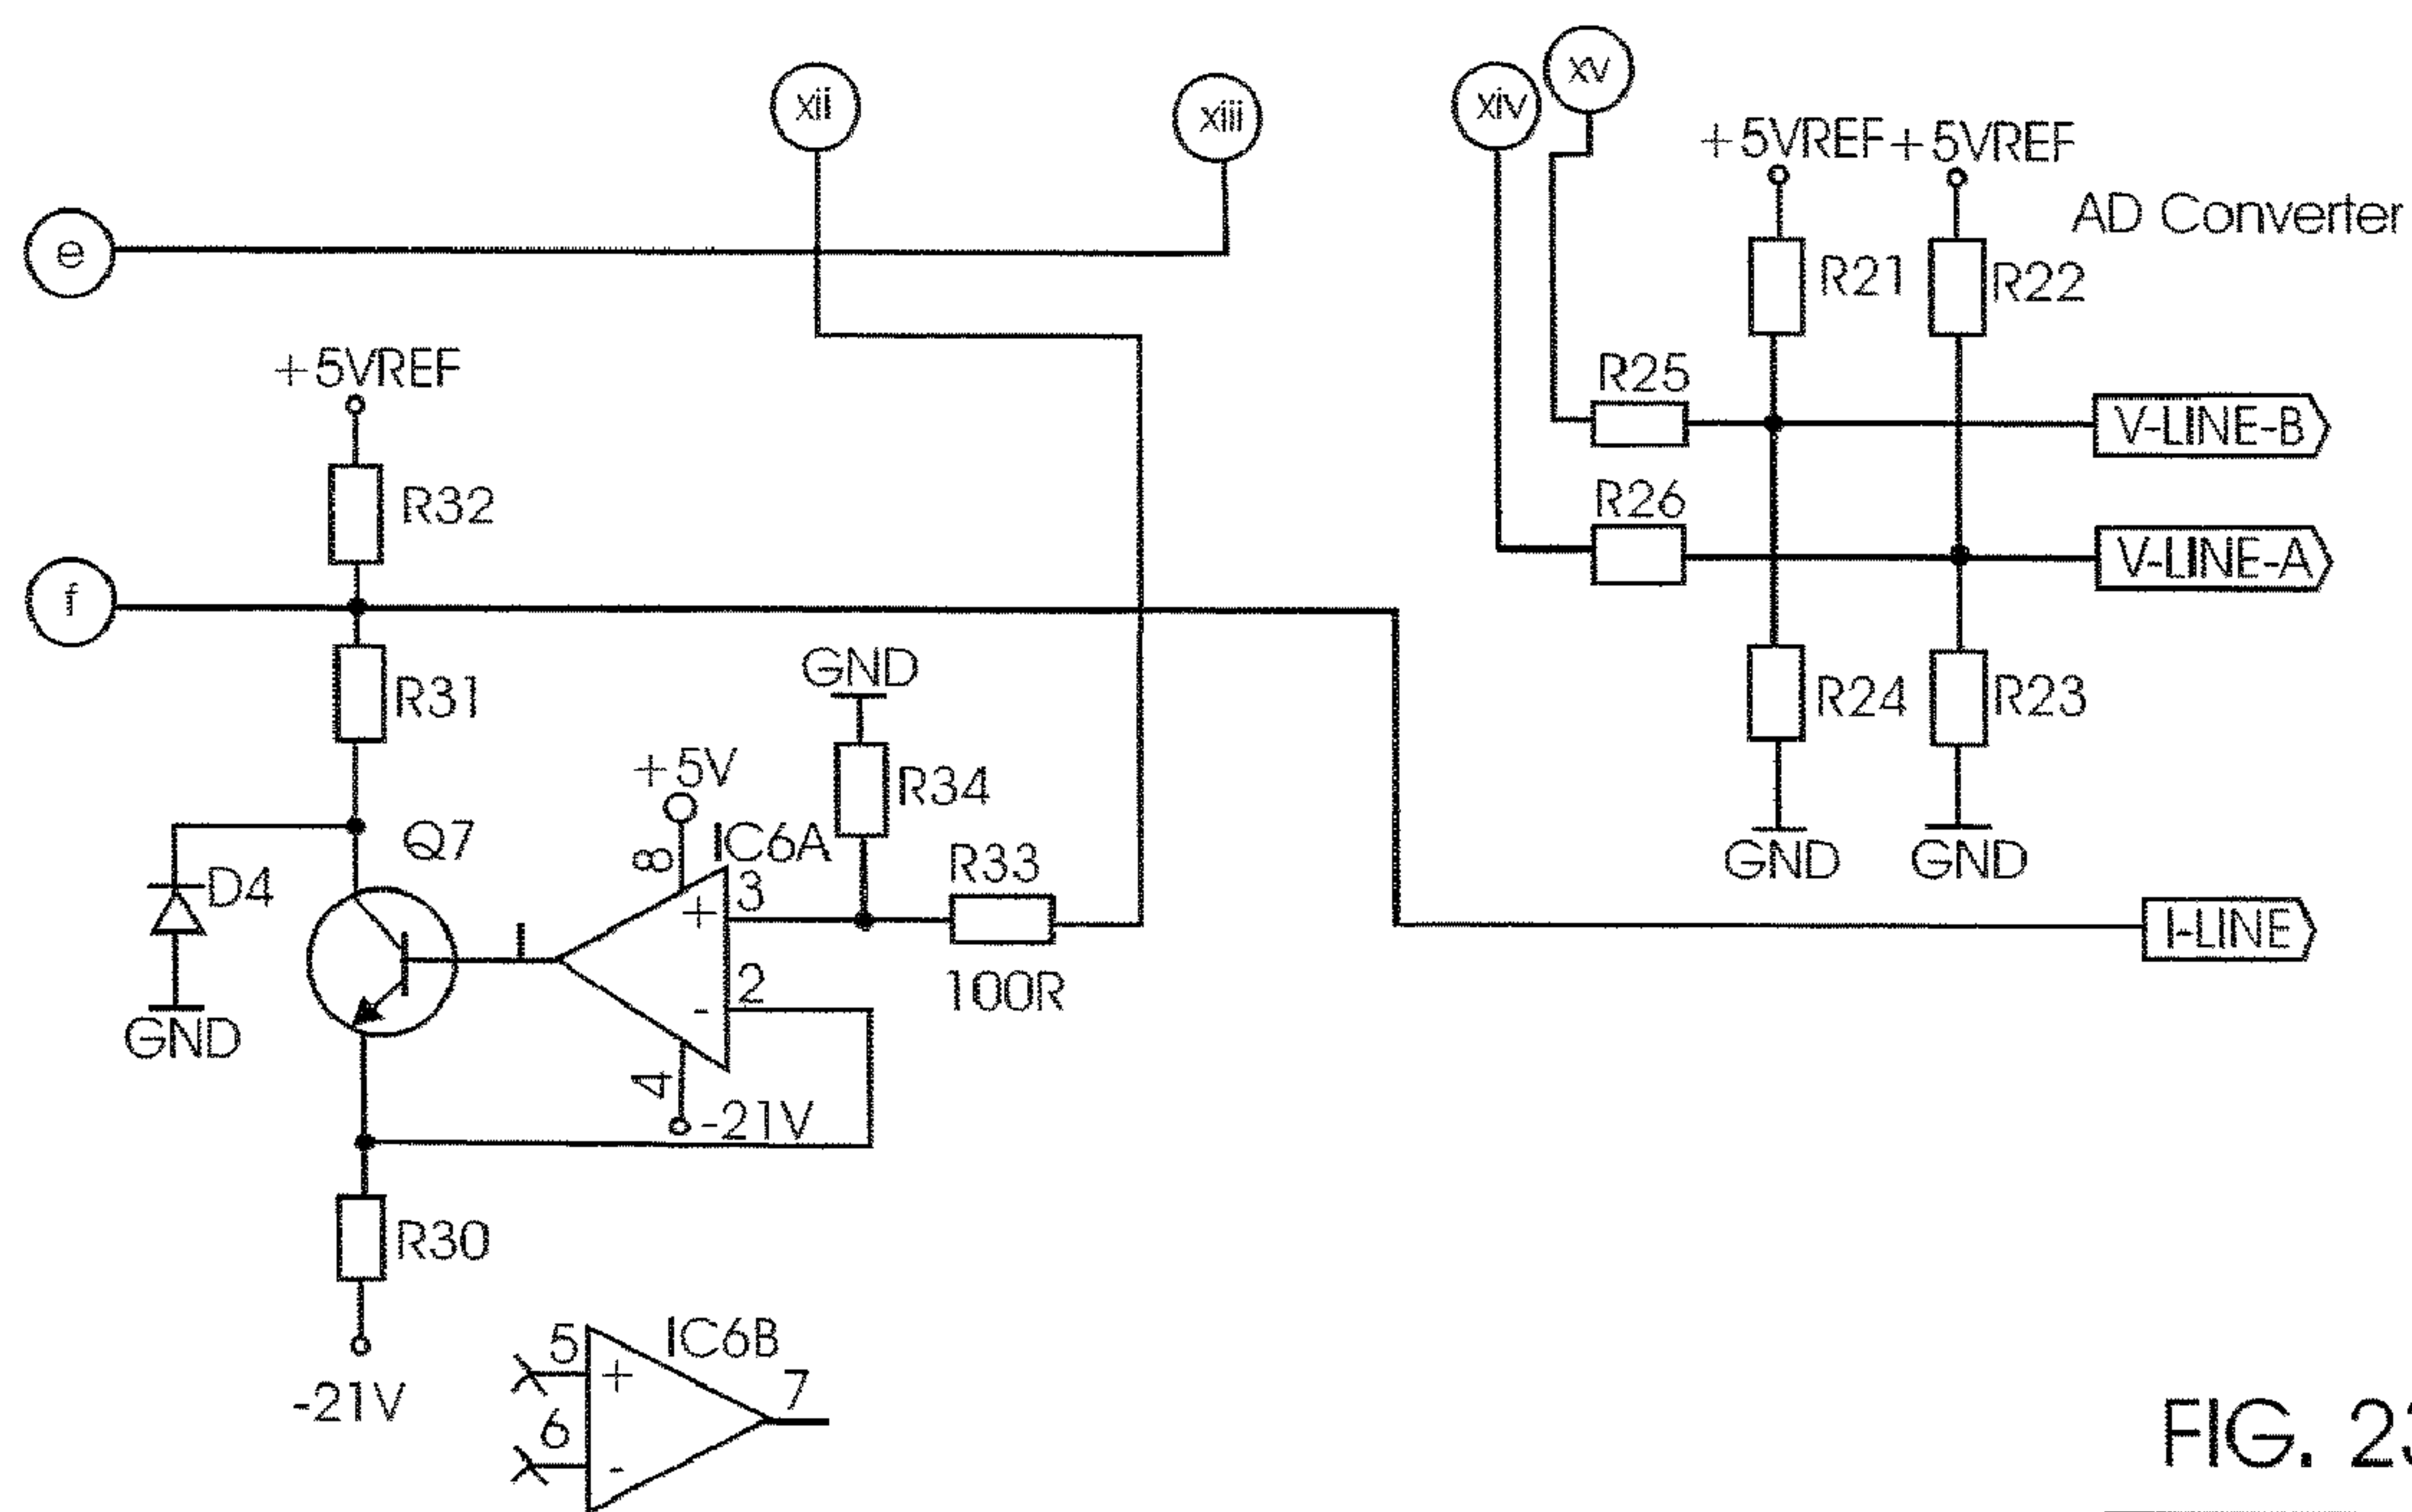 xii
xiii
xiv
xv
e
+5VREF
+5VREF
AD Converter
R21
R22
+5VREF
R25
V-LINE-B
R32
R26
V-LINE-A
f
GND
R31
R24
R23
+5V
R34
GND
GND
Q7
8
IC6A
R33
D4
3
+
1
I-LINE
2
-
100R
GND
4
-21V
R30
IC6B
5
+
7
-21V
6
-
FIG.